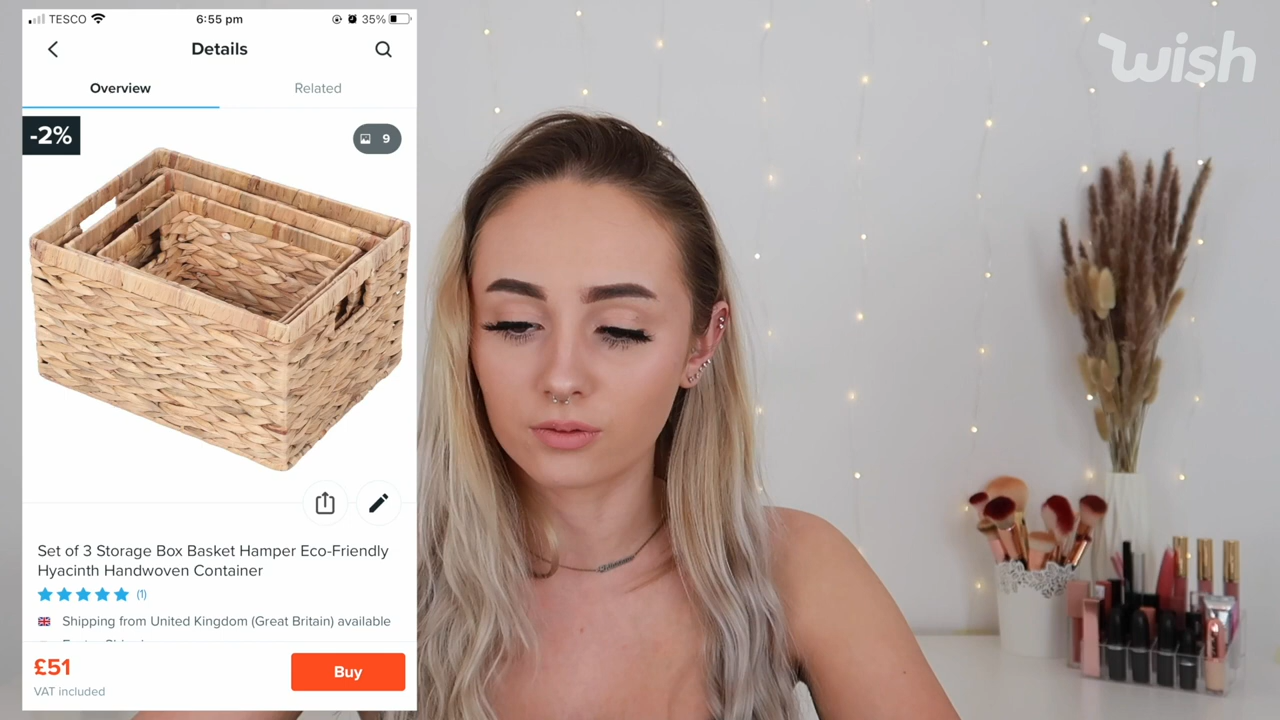 TESCO
6:55 pm
35%
Details
Overview
Related
-2%
9
Set of 3 Storage Box Basket Hamper Eco-Friendly
Hyacinth Handwoven Container
(1)
Shipping from United Kingdom (Great Britain) available
£51
VAT included
Buy
wish